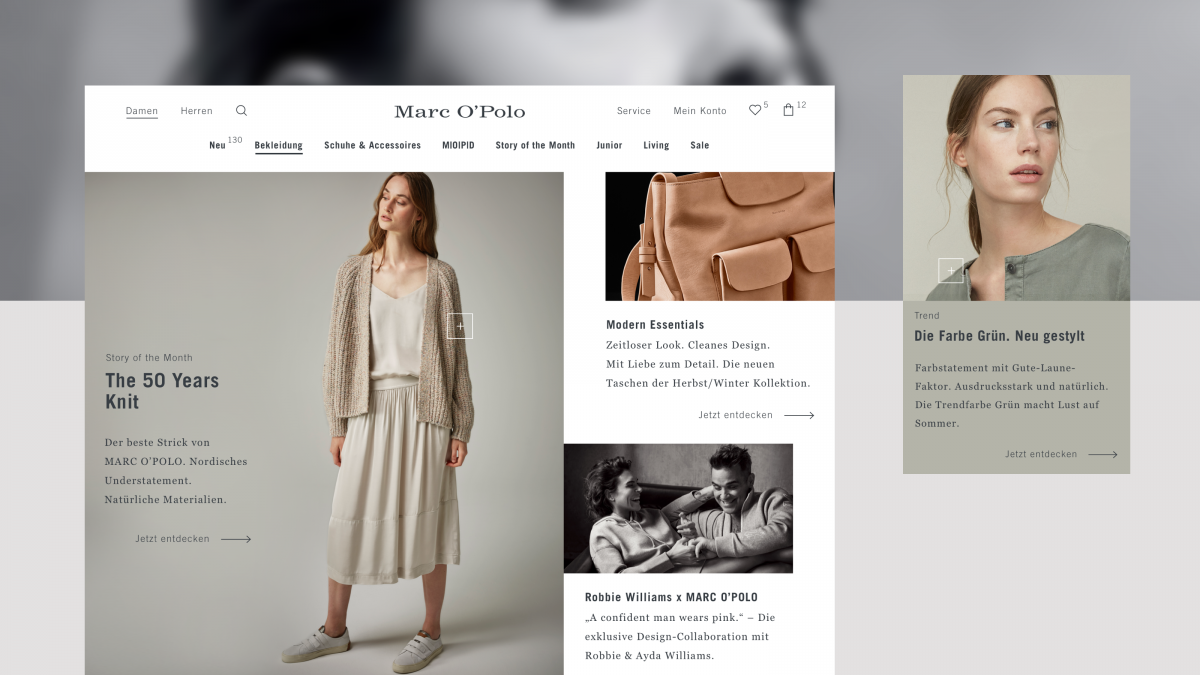 Damen
Herren
Marc O'Polo
Service
Mein Konto
5
12
Neu 130
Bekleidung
Schuhe & Accessoires
MIOIPID
Story of the Month
Junior
Living
Sale
Story of the Month
The 50 Years
Knit
Der beste Strick von
MARC O'POLO. Nordisches
Understatement.
Natürliche Materialien.
Jetzt entdecken
Modern Essentials
Zeitloser Look. Cleanes Design.
Mit Liebe zum Detail. Die neuen
Taschen der Herbst/Winter Kollektion.
Jetzt entdecken
Robbie Williams x MARC O'POLO
„A confident man wears pink.“ – Die
exklusive Design-Collaboration mit
Robbie & Ayda Williams.
Trend
Die Farbe Grün. Neu gestylt
Farbstatement mit Gute-Laune-
Faktor. Ausdrucksstark und natürlich.
Die Trendfarbe Grün macht Lust auf
Sommer.
Jetzt entdecken